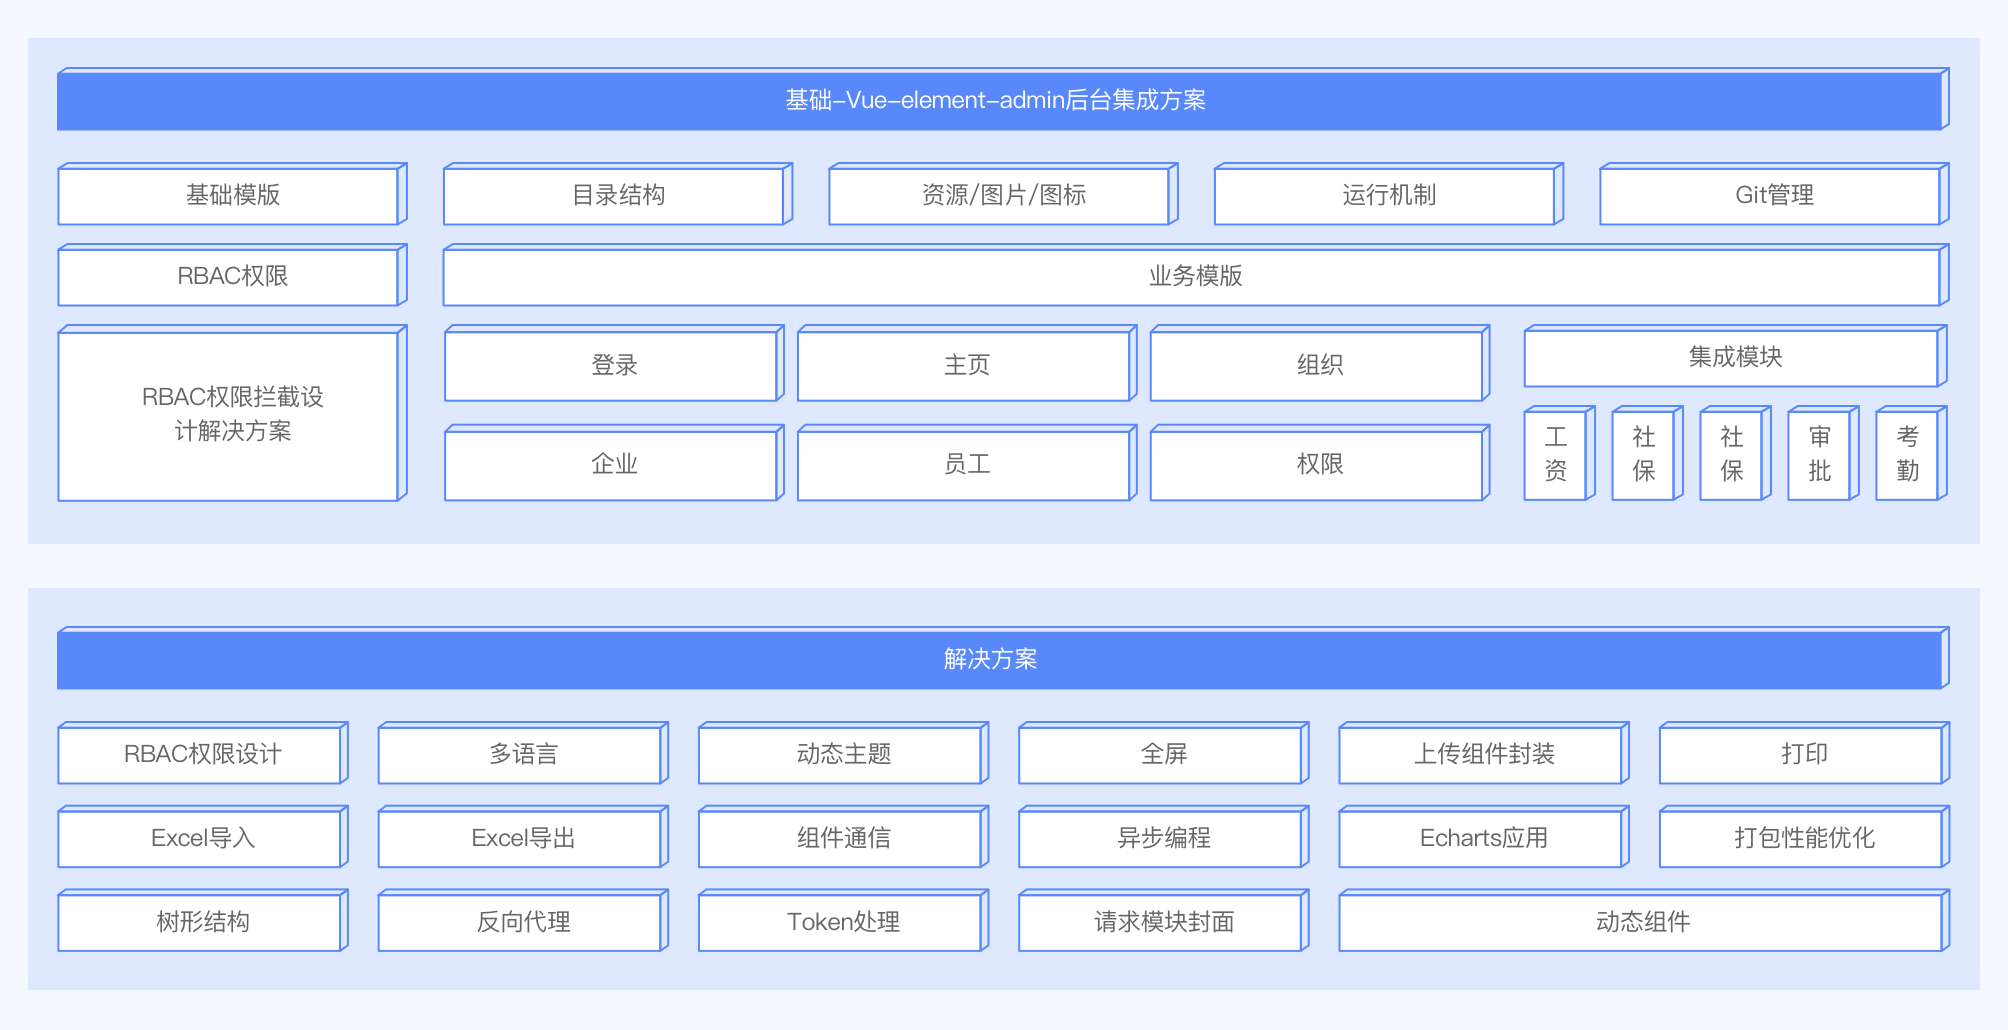 基础-Vue-element-admin后台集成方案
基础模版
目录结构
资源/图片/图标
运行机制
Git管理
RBAC权限
业务模版
RBAC权限拦截设
计解决方案
登录
主页
组织
集成模块
企业
员工
权限
工
资
社
保
社
保
审
批
考
勤
解决方案
RBAC权限设计
多语言
动态主题
全屏
上传组件封装
打印
Excel导入
Excel导出
组件通信
异步编程
Echarts应用
打包性能优化
树形结构
反向代理
Token处理
请求模块封面
动态组件